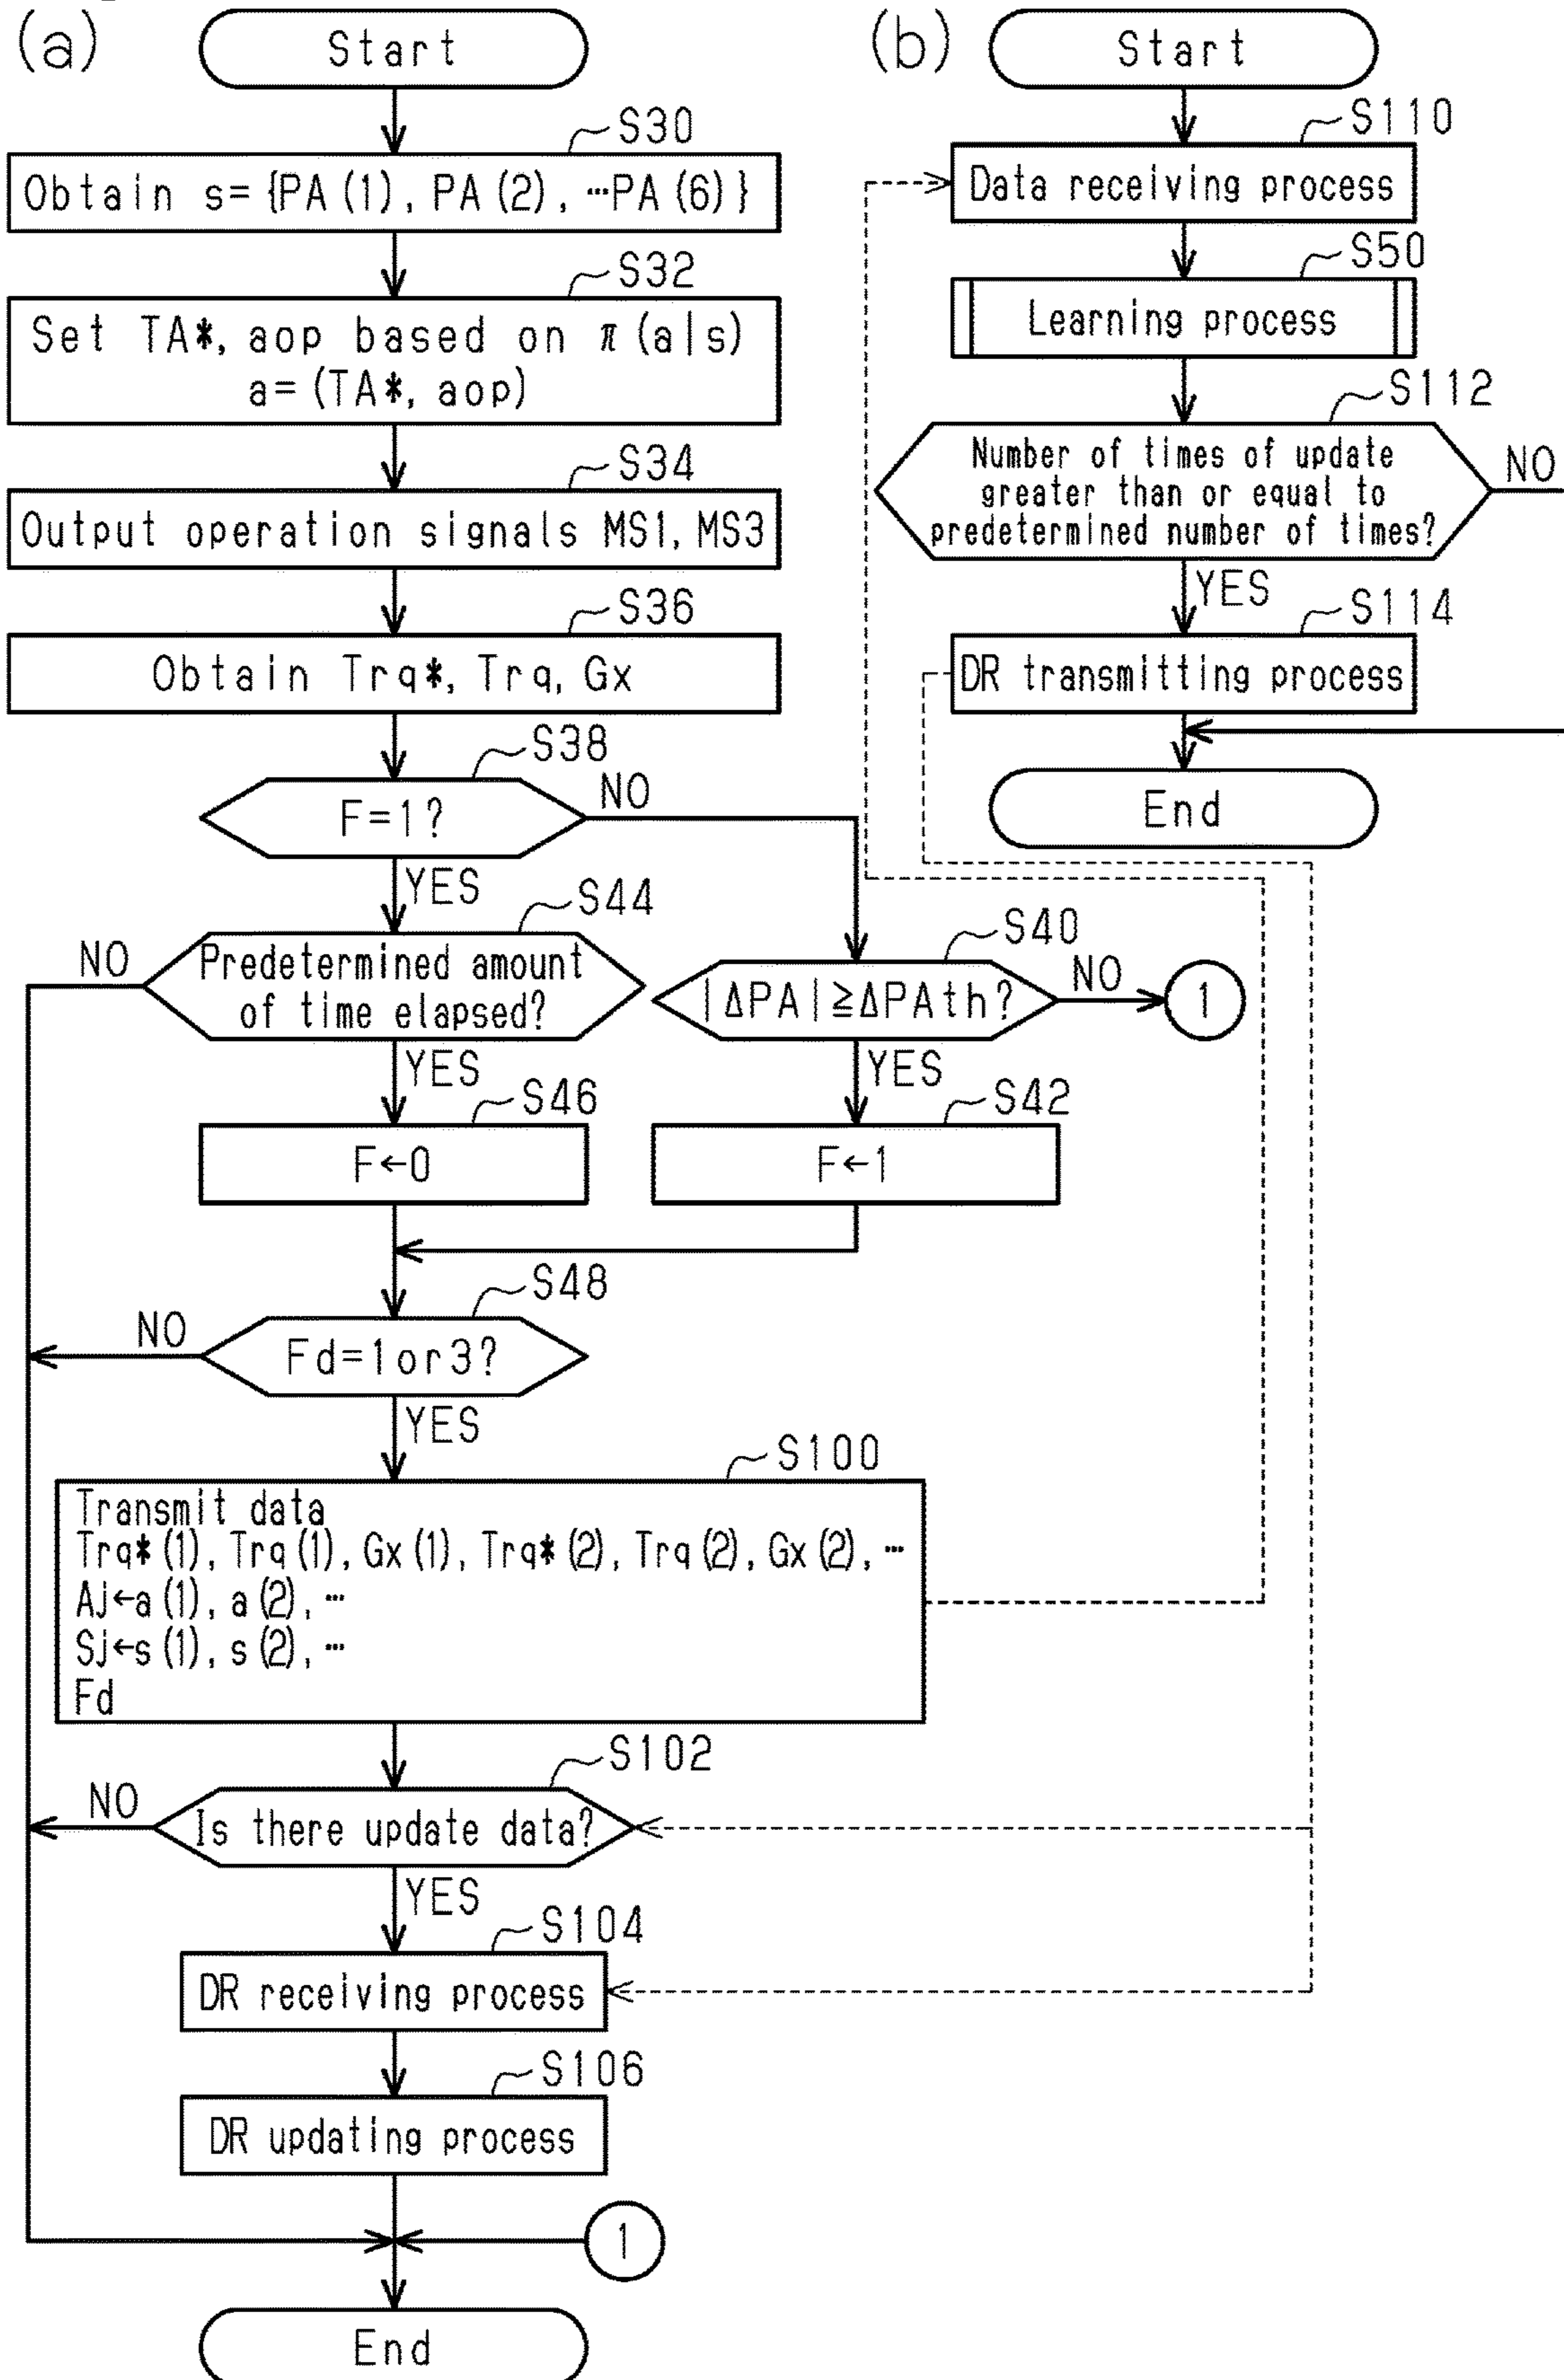 (a)
Start
S30
Obtain s={PA(1), PA(2), …PA(6)}
S32
Set TA*, aop based on π(a|s)
a=(TA*, aop)
S34
Output operation signals MS1, MS3
S36
Obtain Trq*, Trq, Gx
S38
F=1?
NO
YES
S44
Predetermined amount
of time elapsed?
NO
YES
S40
|ΔPA|≧ΔPAth?
NO
1
YES
S46
F←0
S42
F←1
S48
Fd=1or3?
NO
YES
S100
Transmit data
Trq*(1), Trq(1), Gx(1), Trq*(2), Trq(2), Gx(2), …
Aj←a(1), a(2), …
Sj←s(1), s(2), …
Fd
S102
Is there update data?
NO
YES
S104
DR receiving process
S106
DR updating process
1
End
(b)
Start
S110
Data receiving process
S50
Learning process
S112
Number of times of update
greater than or equal to
predetermined number of times?
NO
YES
S114
DR transmitting process
End